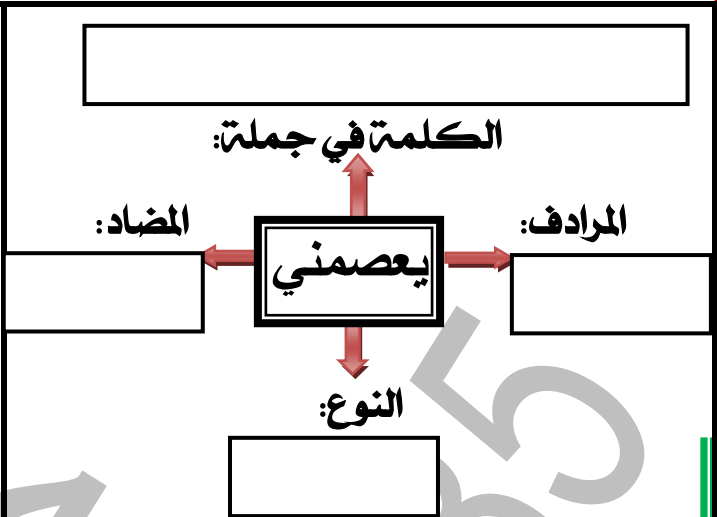 الكلمة في جملة:
المرادف:
المضاد:
يعصمني
النوع: